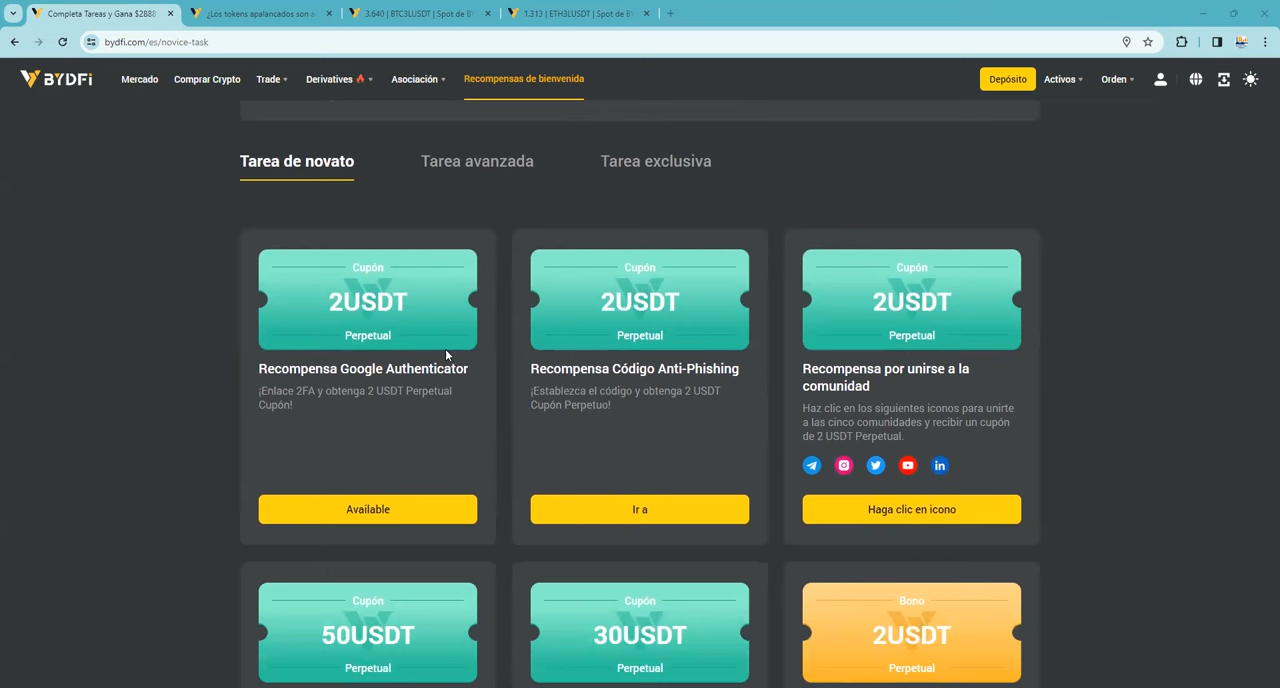 Completa Tareas y Gana $2888
¿Los tokens apalancados son a
3.640 | BTC3LUSDT | Spot de B
1.313 | ETH3LUSDT | Spot de B
bydfi.com/es/novice-task
BYDFi
Mercado
Comprar Crypto
Trade
Derivatives
Asociación
Recompensas de bienvenida
Depósito
Activos
Orden
Tarea de novato
Tarea avanzada
Tarea exclusiva
Cupón
2USDT
Perpetual
Recompensa Google Authenticator
¡Enlace 2FA y obtenga 2 USDT Perpetual
Cupón!
Available
Cupón
2USDT
Perpetual
Recompensa Código Anti-Phishing
¡Establezca el código y obtenga 2 USDT
Cupón Perpetuo!
Ir a
Cupón
2USDT
Perpetual
Recompensa por unirse a la
comunidad
Haz clic en los siguientes iconos para unirte
a las cinco comunidades y recibir un cupón
de 2 USDT Perpetual.
in
Haga clic en icono
Cupón
50USDT
Perpetual
Cupón
30USDT
Perpetual
Bono
2USDT
Perpetual